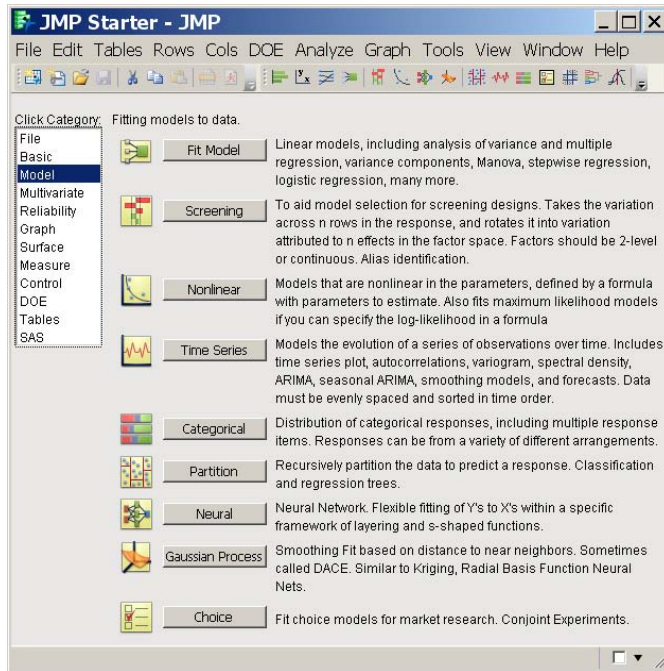 JMP Starter - JMP
File Edit Tables Rows Cols DOE Analyze Graph Tools View Window Help
Click Category:
File
Basic
Model
Multivariate
Reliability
Graph
Surface
Measure
Control
DOE
Tables
SAS
Fitting models to data.
Fit Model
Linear models, including analysis of variance and multiple
regression, variance components, Manova, stepwise regression,
logistic regression, many more.
Screening
To aid model selection for screening designs. Takes the variation
across n rows in the response, and rotates it into variation
attributed to n effects in the factor space. Factors should be 2-level
or continuous. Alias identification.
Nonlinear
Models that are nonlinear in the parameters, defined by a formula
with parameters to estimate. Also fits maximum likelihood models
if you can specify the log-likelihood in a formula
Time Series
Models the evolution of a series of observations over time. Includes
time series plot, autocorrelations, variogram, spectral density,
ARIMA, seasonal ARIMA, smoothing models, and forecasts. Data
must be evenly spaced and sorted in time order.
Categorical
Distribution of categorical responses, including multiple response
items. Responses can be from a variety of different arrangements.
Partition
Recursively partition the data to predict a response. Classification
and regression trees.
Neural
Neural Network. Flexible fitting of Y's to X's within a specific
framework of layering and s-shaped functions.
Gaussian Process
Smoothing Fit based on distance to near neighbors. Sometimes
called DACE. Similar to Kriging, Radial Basis Function Neural
Nets.
Choice
Fit choice models for market research. Conjoint Experiments.